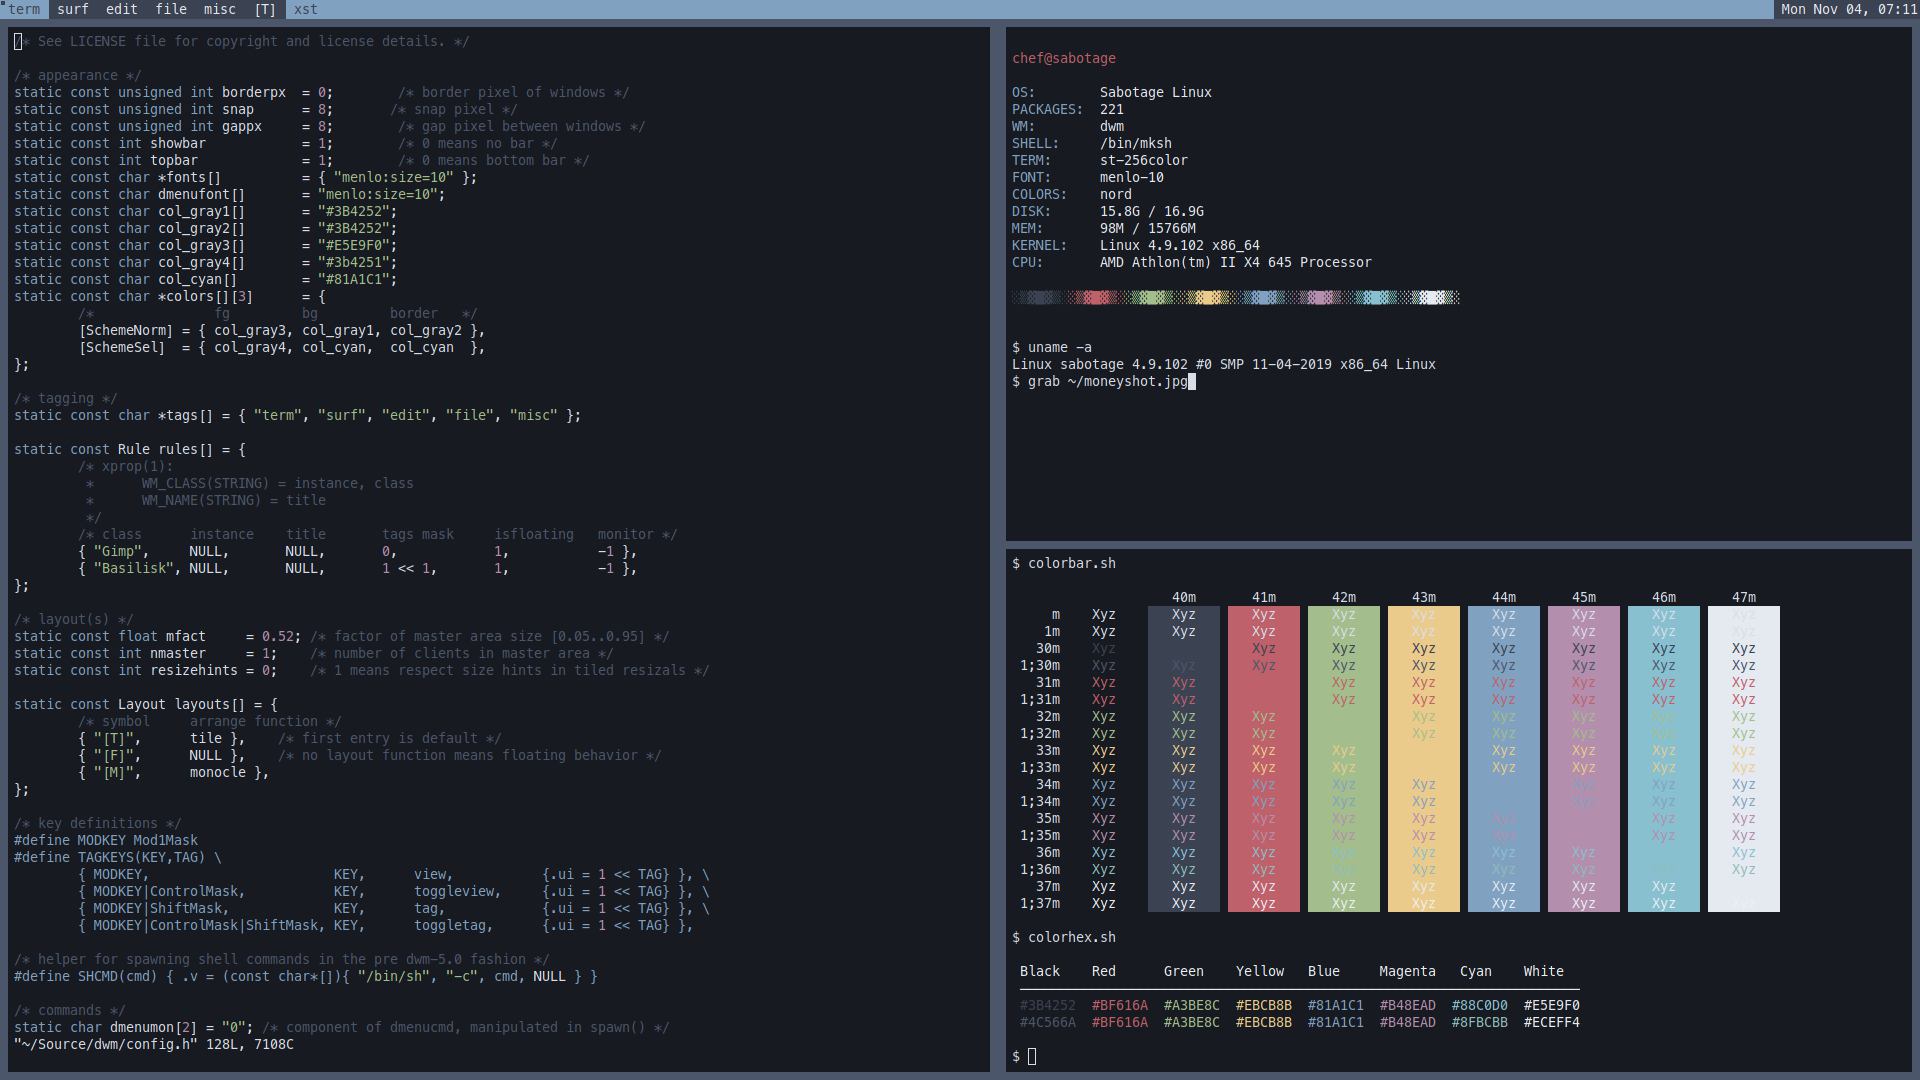 term surf edit file misc [T] xst Mon Nov 04, 07:11
/* See LICENSE file for copyright and license details. */
/* appearance */
static const unsigned int borderpx  = 0;        /* border pixel of windows */
static const unsigned int snap      = 8;       /* snap pixel */
static const unsigned int gappx     = 8;        /* gap pixel between windows */
static const int showbar            = 1;        /* 0 means no bar */
static const int topbar             = 1;        /* 0 means bottom bar */
static const char *fonts[]          = { "menlo:size=10" };
static const char dmenufont[]       = "menlo:size=10";
static const char col_gray1[]       = "#3B4252";
static const char col_gray2[]       = "#3B4252";
static const char col_gray3[]       = "#E5E9F0";
static const char col_gray4[]       = "#3b4251";
static const char col_cyan[]        = "#81A1C1";
static const char *colors[][3]      = {
        /*               fg         bg         border   */
        [SchemeNorm] = { col_gray3, col_gray1, col_gray2 },
        [SchemeSel]  = { col_gray4, col_cyan,  col_cyan  },
};
/* tagging */
static const char *tags[] = { "term", "surf", "edit", "file", "misc" };
static const Rule rules[] = {
        /* xprop(1):
         *      WM_CLASS(STRING) = instance, class
         *      WM_NAME(STRING) = title
         */
        /* class      instance    title       tags mask     isfloating   monitor */
        { "Gimp",     NULL,       NULL,       0,            1,           -1 },
        { "Basilisk", NULL,       NULL,       1 << 1,       1,           -1 },
};
/* layout(s) */
static const float mfact     = 0.52; /* factor of master area size [0.05..0.95] */
static const int nmaster     = 1;    /* number of clients in master area */
static const int resizehints = 0;    /* 1 means respect size hints in tiled resizals */
static const Layout layouts[] = {
        /* symbol     arrange function */
        { "[T]",      tile },    /* first entry is default */
        { "[F]",      NULL },    /* no layout function means floating behavior */
        { "[M]",      monocle },
};
/* key definitions */
#define MODKEY Mod1Mask
#define TAGKEYS(KEY,TAG) \
        { MODKEY,                       KEY,      view,           {.ui = 1 << TAG} }, \
        { MODKEY|ControlMask,           KEY,      toggleview,     {.ui = 1 << TAG} }, \
        { MODKEY|ShiftMask,             KEY,      tag,            {.ui = 1 << TAG} }, \
        { MODKEY|ControlMask|ShiftMask, KEY,      toggletag,      {.ui = 1 << TAG} },
/* helper for spawning shell commands in the pre dwm-5.0 fashion */
#define SHCMD(cmd) { .v = (const char*[]){ "/bin/sh", "-c", cmd, NULL } }
/* commands */
static char dmenumon[2] = "0"; /* component of dmenucmd, manipulated in spawn() */
"~/Source/dwm/config.h" 128L, 7108C
chef@sabotage
OS:        Sabotage Linux
PACKAGES:  221
WM:        dwm
SHELL:     /bin/mksh
TERM:      st-256color
FONT:      menlo-10
COLORS:    nord
DISK:      15.8G / 16.9G
MEM:       98M / 15766M
KERNEL:    Linux 4.9.102 x86_64
CPU:       AMD Athlon(tm) II X4 645 Processor
$ uname -a
Linux sabotage 4.9.102 #0 SMP 11-04-2019 x86_64 Linux
$ grab ~/moneyshot.jpg
$ colorbar.sh
40m 41m 42m 43m 44m 45m 46m 47m
m Xyz Xyz Xyz Xyz Xyz Xyz Xyz Xyz Xyz
1m Xyz Xyz Xyz Xyz Xyz Xyz Xyz Xyz Xyz
30m Xyz Xyz Xyz Xyz Xyz Xyz Xyz Xyz
1;30m Xyz Xyz Xyz Xyz Xyz Xyz Xyz Xyz Xyz
31m Xyz Xyz Xyz Xyz Xyz Xyz Xyz Xyz
1;31m Xyz Xyz Xyz Xyz Xyz Xyz Xyz Xyz
32m Xyz Xyz Xyz Xyz Xyz Xyz Xyz Xyz
1;32m Xyz Xyz Xyz Xyz Xyz Xyz Xyz Xyz
33m Xyz Xyz Xyz Xyz Xyz Xyz Xyz Xyz
1;33m Xyz Xyz Xyz Xyz Xyz Xyz Xyz Xyz
34m Xyz Xyz Xyz Xyz Xyz Xyz Xyz Xyz
1;34m Xyz Xyz Xyz Xyz Xyz Xyz Xyz Xyz
35m Xyz Xyz Xyz Xyz Xyz Xyz Xyz Xyz
1;35m Xyz Xyz Xyz Xyz Xyz Xyz Xyz Xyz
36m Xyz Xyz Xyz Xyz Xyz Xyz Xyz Xyz
1;36m Xyz Xyz Xyz Xyz Xyz Xyz Xyz Xyz Xyz
37m Xyz Xyz Xyz Xyz Xyz Xyz Xyz Xyz
1;37m Xyz Xyz Xyz Xyz Xyz Xyz Xyz Xyz Xyz
$ colorhex.sh
Black Red Green Yellow Blue Magenta Cyan White
#3B4252 #BF616A #A3BE8C #EBCB8B #81A1C1 #B48EAD #88C0D0 #E5E9F0
#4C566A #BF616A #A3BE8C #EBCB8B #81A1C1 #B48EAD #8FBCBB #ECEFF4
$